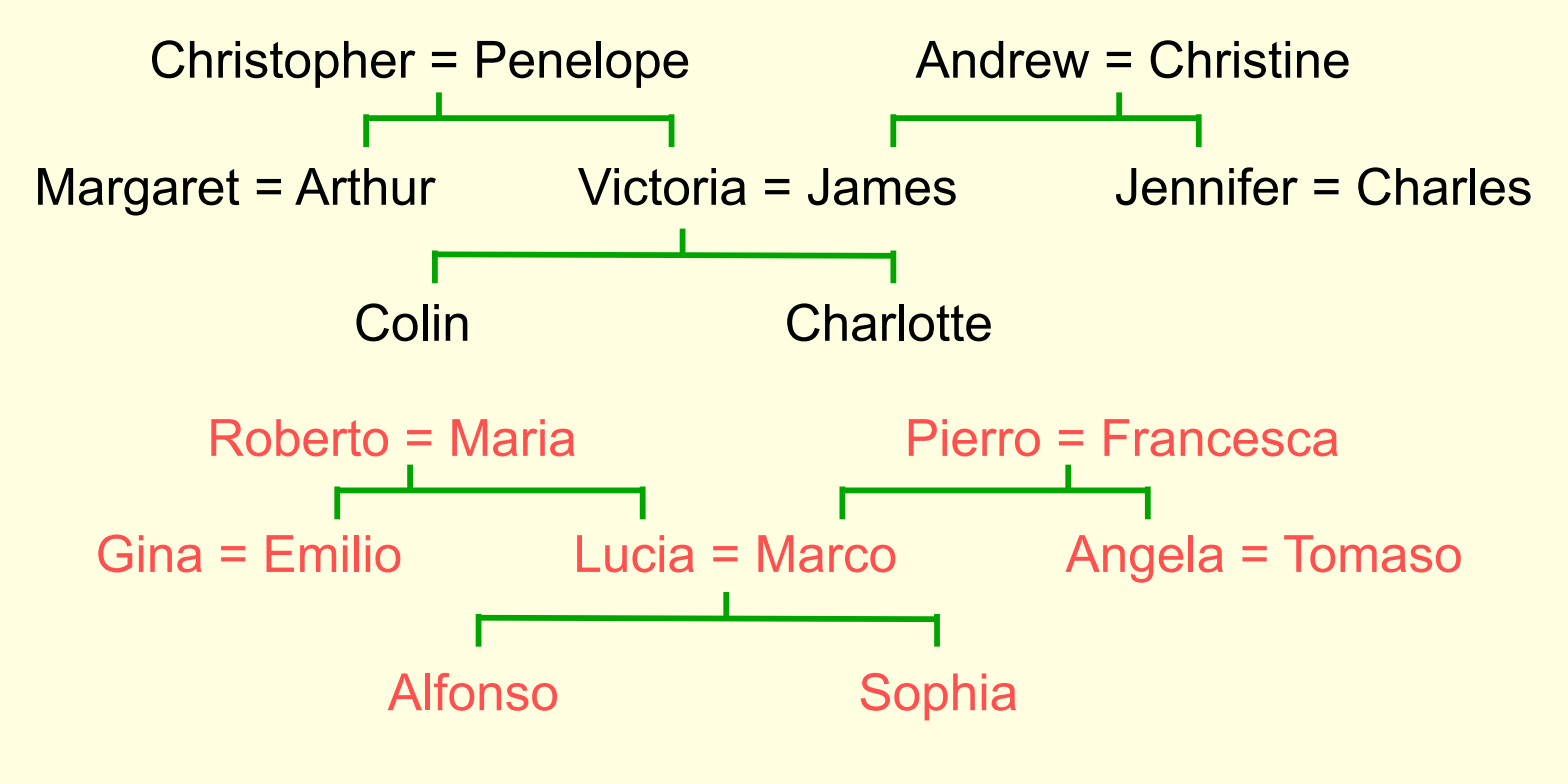 Christopher = Penelope Andrew = Christine
Margaret = Arthur Victoria = James Jennifer = Charles
Colin Charlotte
Roberto = Maria Pierro = Francesca
Gina = Emilio Lucia = Marco Angela = Tomaso
Alfonso Sophia